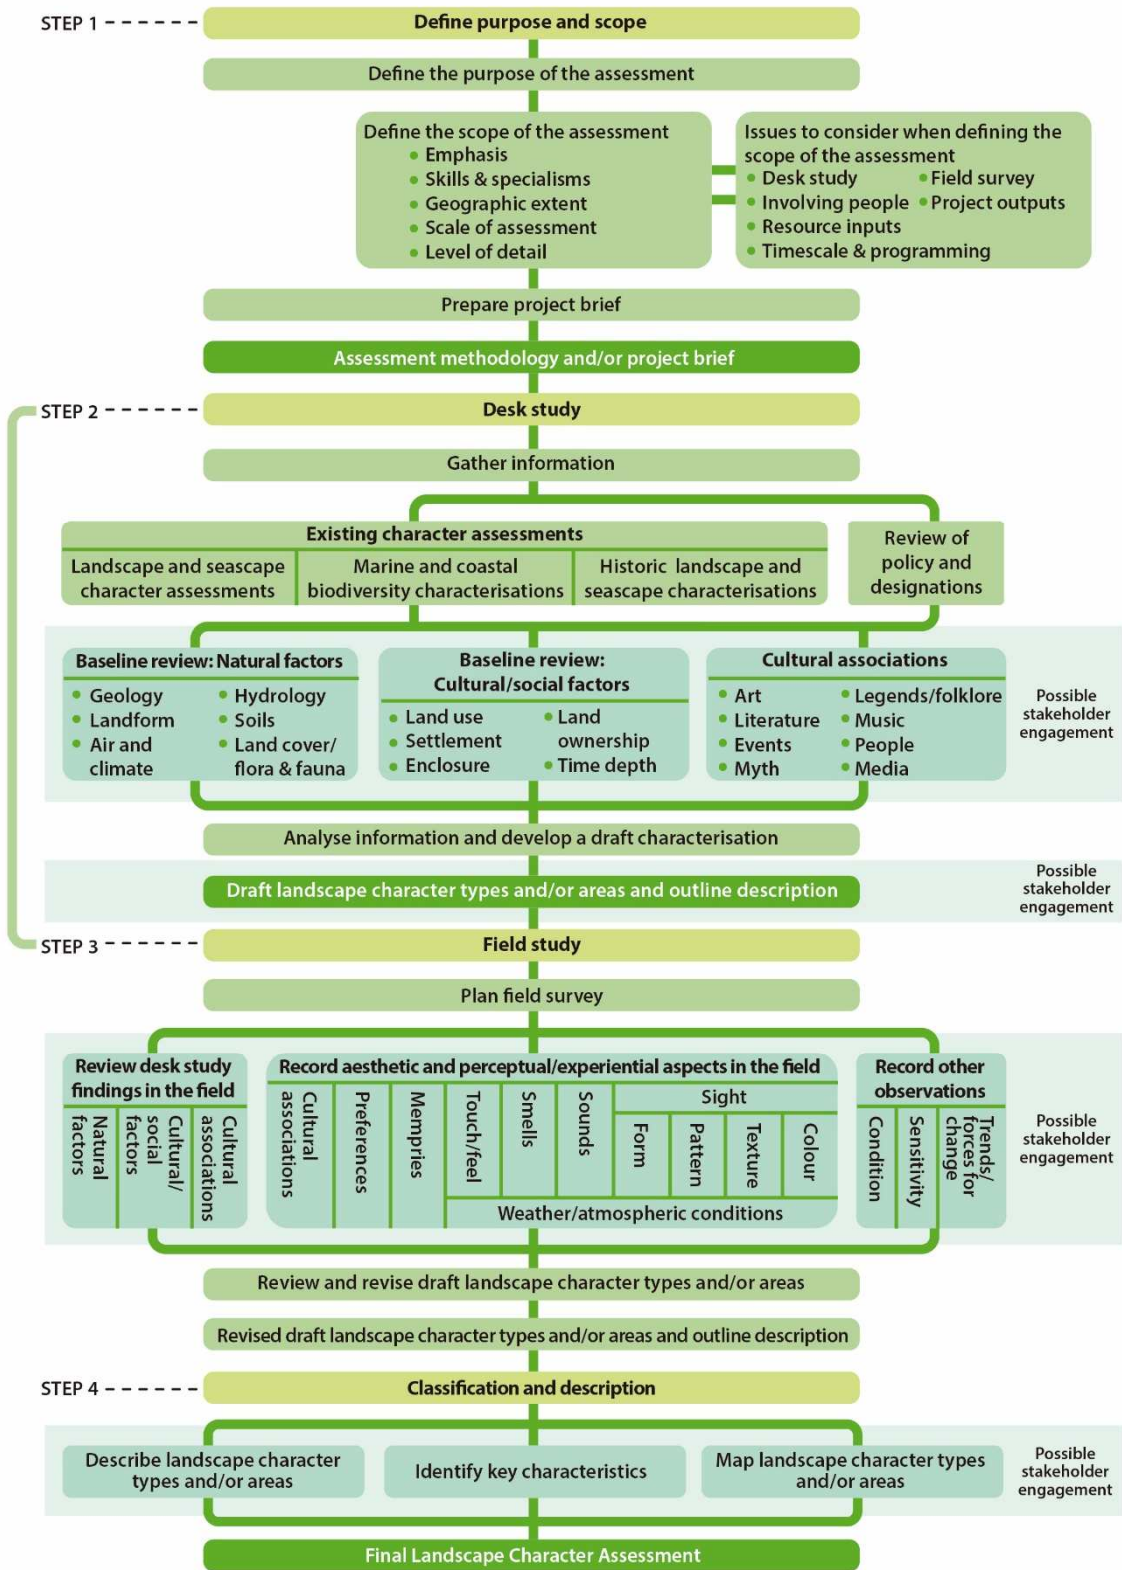 STEP 1
Define purpose and scope
Define the purpose of the assessment
Define the scope of the assessment
Emphasis
Skills & specialisms
Geographic extent
Scale of assessment
Level of detail
Issues to consider when defining the
scope of the assessment
Desk study
Involving people
Resource inputs
Timescale & programming
Field survey
Project outputs
Prepare project brief
Assessment methodology and/or project brief
STEP 2
Desk study
Gather information
Existing character assessments
Landscape and seascape
character assessments
Marine and coastal
biodiversity characterisations
Historic landscape and
seascape characterisations
Review of
policy and
designations
Baseline review: Natural factors
Geology
Landform
Air and
climate
Hydrology
Soils
Land cover/
flora & fauna
Baseline review:
Cultural/social factors
Land use
Settlement
Enclosure
Land
ownership
Time depth
Cultural associations
Art
Literature
Events
Myth
Legends/folklore
Music
People
Media
Possible
stakeholder
engagement
Analyse information and develop a draft characterisation
Draft landscape character types and/or areas and outline description
Possible
stakeholder
engagement
STEP 3
Field study
Plan field survey
Review desk study
findings in the field
Natural
factors
Cultural/
social
factors
Cultural
associations
Record aesthetic and perceptual/experiential aspects in the field
Cultural
associations
Preferences
Mempries
Touch/feel
Smells
Sounds
Sight
Form
Pattern
Texture
Colour
Weather/atmospheric conditions
Record other
observations
Condition
Sensitivity
Trends/
forces for
change
Possible
stakeholder
engagement
Review and revise draft landscape character types and/or areas
Revised draft landscape character types and/or areas and outline description
STEP 4
Classification and description
Describe landscape character
types and/or areas
Identify key characteristics
Map landscape character types
and/or areas
Possible
stakeholder
engagement
Final Landscape Character Assessment